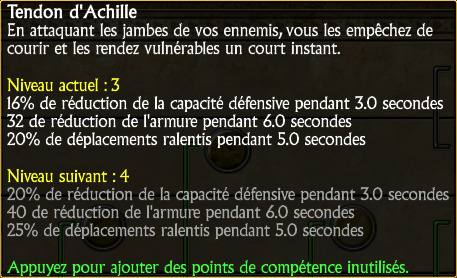 Tendon d'Achille
En attaquant les jambes de vos ennemis, vous les empêchez de
courir et les rendez vulnérables un court instant.
Niveau actuel : 3
16% de réduction de la capacité défensive pendant 3.0 secondes
32 de réduction de l'armure pendant 6.0 secondes
20% de déplacements ralentis pendant 5.0 secondes
Niveau suivant : 4
20% de réduction de la capacité défensive pendant 3.0 secondes
40 de réduction de l'armure pendant 6.0 secondes
25% de déplacements ralentis pendant 5.0 secondes
Appuyez pour ajouter des points de compétence inutilisés.